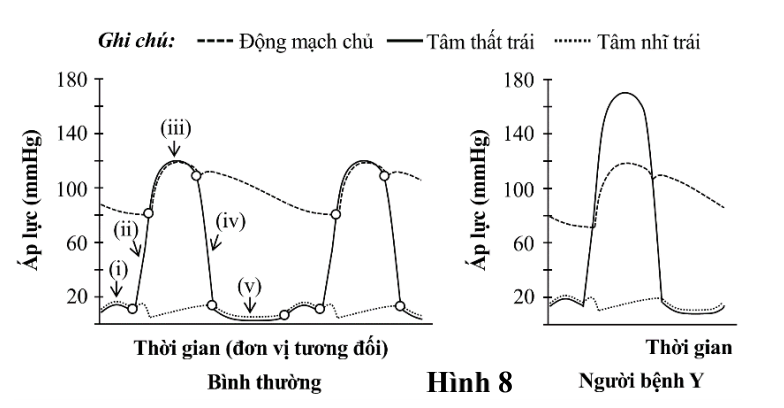 Ghi chú: Động mạch chủ Tâm thất trái Tâm nhĩ trái
180
140
100
60
20
Áp lực (mmHg)
(i)
(ii)
(iii)
(iv)
(v)
Thời gian (đơn vị tương đối)
Bình thường
180
140
100
60
20
Áp lực (mmHg)
Thời gian
Người bệnh Y
Hình 8